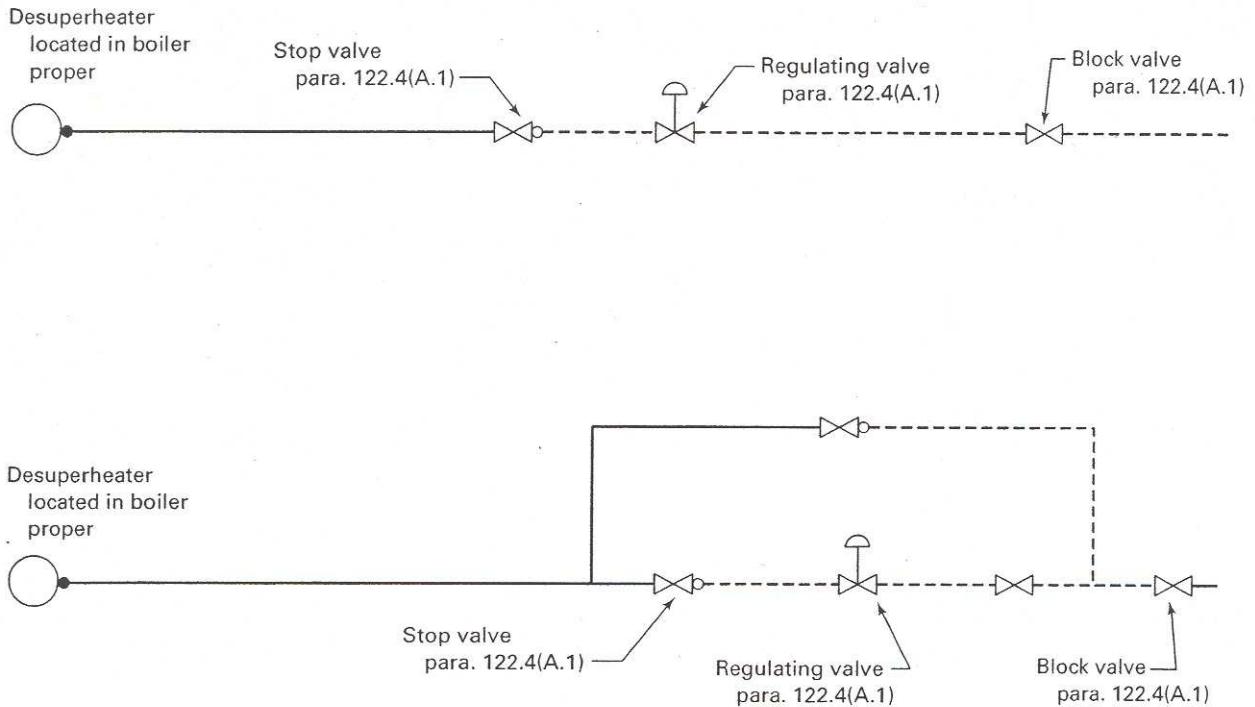 Desuperheater
located in boiler
proper
Stop valve
para. 122.4(A.1)
Regulating valve
para. 122.4(A.1)
Block valve
para. 122.4(A.1)
Desuperheater
located in boiler
proper
Stop valve
para. 122.4(A.1)
Regulating valve
para. 122.4(A.1)
Block valve
para. 122.4(A.1)